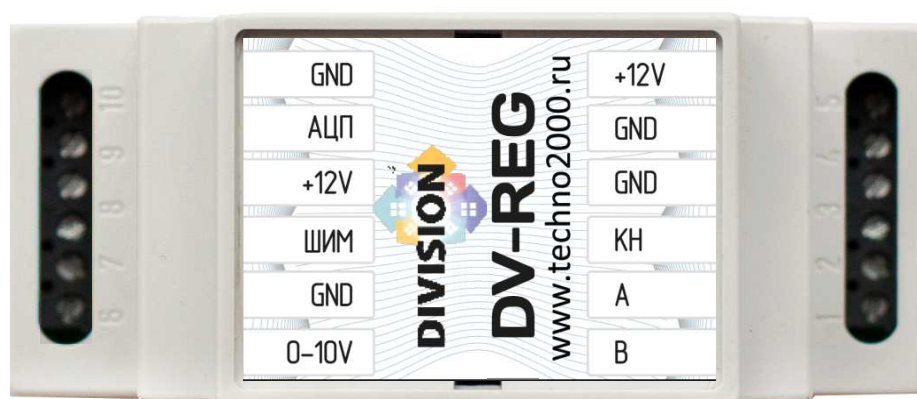 10
9
8
7
6
GND
АЦП
+12V
ШИМ
GND
0-10V
DIVISION
DV-REG
www.techno2000.ru
+12V
GND
GND
КН
A
B
5
4
3
2
1